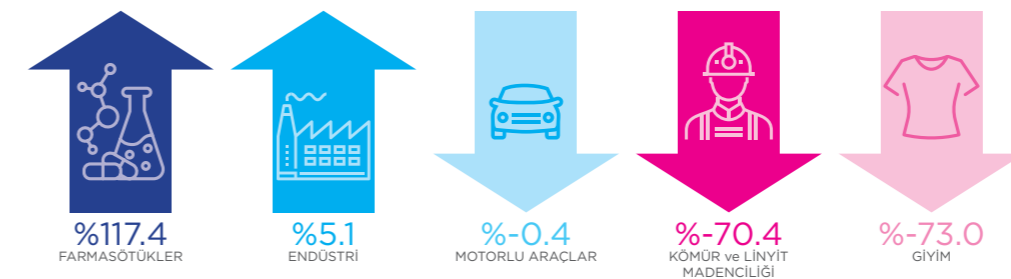 %117.4
FARMASÖTÜKLER
%5.1
ENDÜSTRİ
%-0.4
MOTORLU ARAÇLAR
%-70.4
KÖMÜR ve LİNYİT
MADENCİLİĞİ
%-73.0
GİYİM